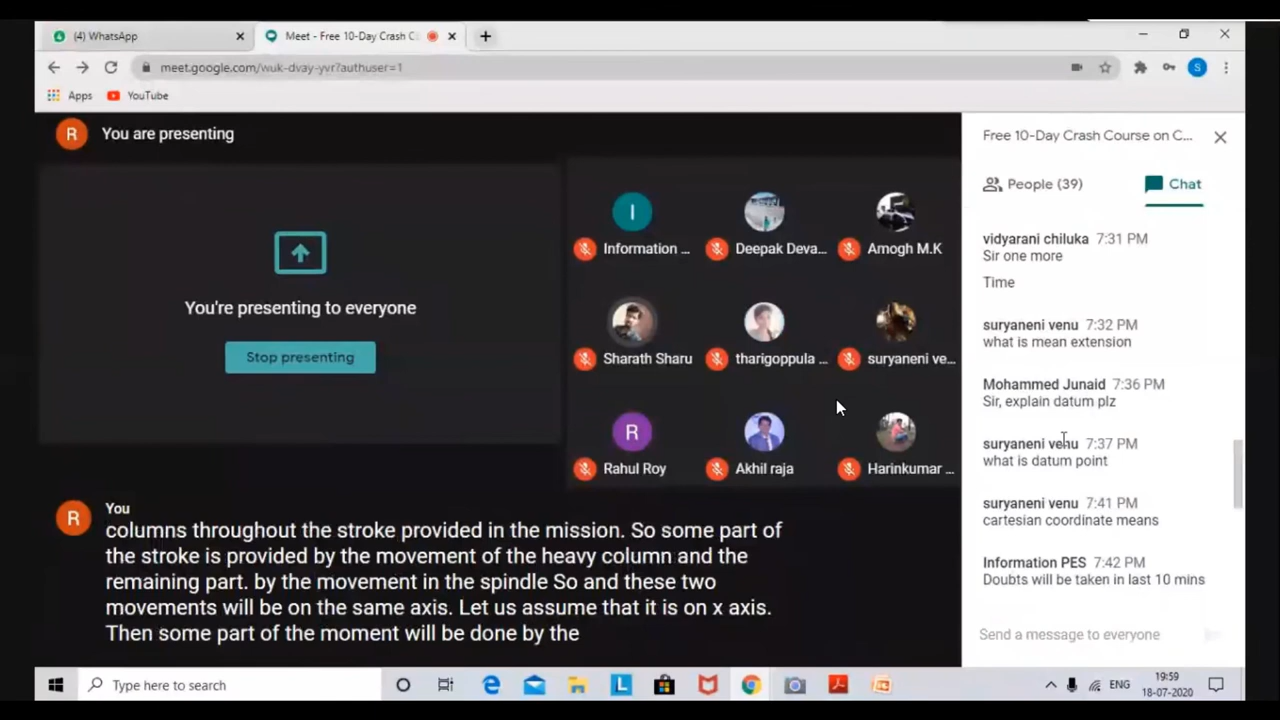 (4) WhatsApp
Meet - Free 10-Day Crash C
meet.google.com/wuk-dvay-yvr?authuser=1
S
Apps
YouTube
R
You are presenting
You're presenting to everyone
Stop presenting
I
Information ...
Deepak Deva...
Amogh M.K
Sharath Sharu
tharigoppula ...
suryaneni ve...
R
Rahul Roy
Akhil raja
Harinkumar ...
R
You
columns throughout the stroke provided in the mission. So some part of
the stroke is provided by the movement of the heavy column and the
remaining part. by the movement in the spindle So and these two
movements will be on the same axis. Let us assume that it is on x axis.
Then some part of the moment will be done by the
Free 10-Day Crash Course on C...
People (39)
Chat
vidyarani chiluka 7:31 PM
Sir one more
Time
suryaneni venu 7:32 PM
what is mean extension
Mohammed Junaid 7:36 PM
Sir, explain datum plz
suryaneni venu 7:37 PM
what is datum point
suryaneni venu 7:41 PM
cartesian coordinate means
Information PES 7:42 PM
Doubts will be taken in last 10 mins
Send a message to everyone
Type here to search
L
ENG
19:59
18-07-2020